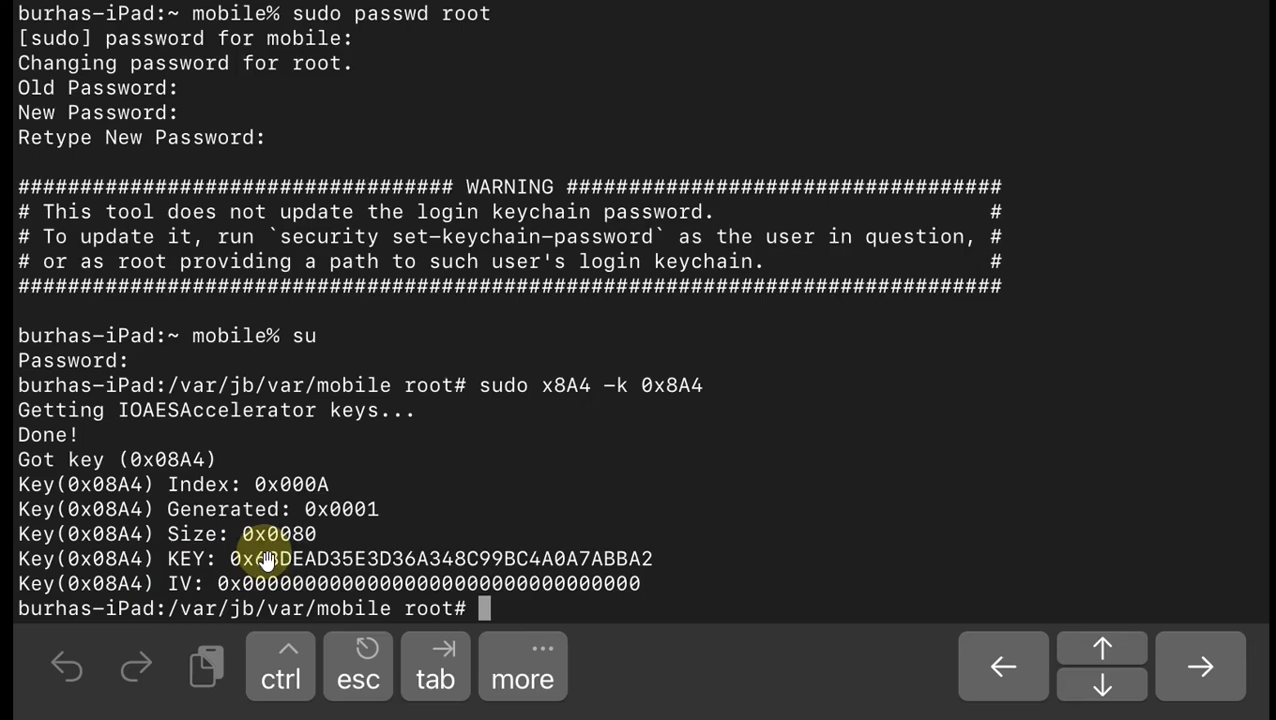 burhas-iPad:~ mobile% sudo passwd root
[sudo] password for mobile:
Changing password for root.
Old Password:
New Password:
Retype New Password:
################################### WARNING ###################################
# This tool does not update the login keychain password.                      #
# To update it, run `security set-keychain-password` as the user in question, #
# or as root providing a path to such user's login keychain.                  #
###############################################################################
burhas-iPad:~ mobile% su
Password:
burhas-iPad:/var/jb/var/mobile root# sudo x8A4 -k 0x8A4
Getting IOAESAccelerator keys...
Done!
Got key (0x08A4)
Key(0x08A4) Index: 0x000A
Key(0x08A4) Generated: 0x0001
Key(0x08A4) Size: 0x0080
Key(0x08A4) KEY:
Key(0x08A4) IV: 0x00000000000000000000000000000000
burhas-iPad:/var/jb/var/mobile root#
ctrl esc tab more